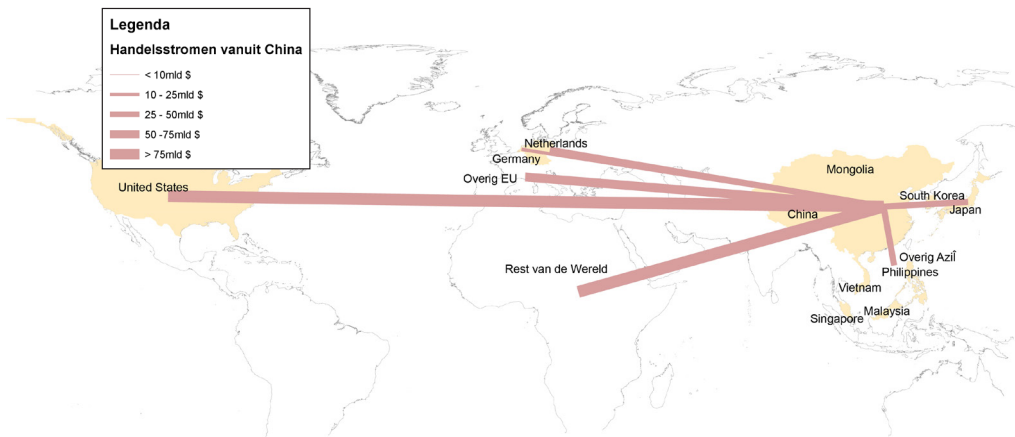 Legenda
Handelsstromen vanuit China
< 10mld $
10 - 25mld $
25 - 50mld $
50 -75mld $
> 75mld $
Netherlands
Germany
Overig EU
United States
Mongolia
South Korea
Japan
China
Overig AziÎ
Philippines
Rest van de Wereld
Vietnam
Malaysia
Singapore